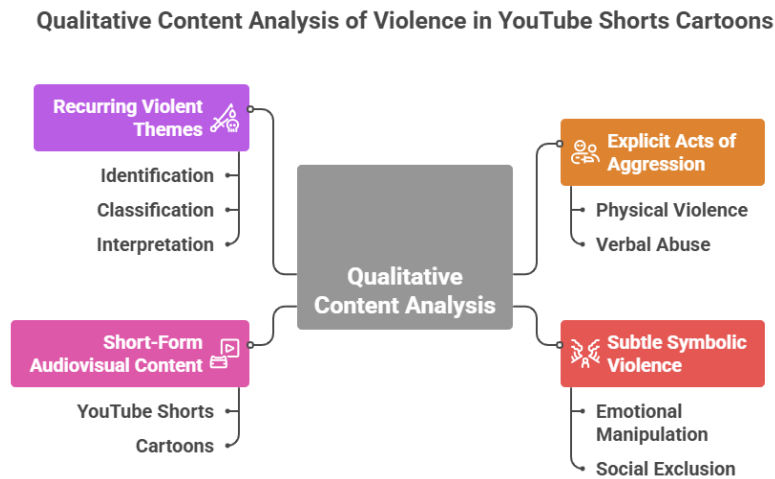 Qualitative Content Analysis of Violence in YouTube Shorts Cartoons
Recurring Violent
Themes
Identification
Classification
Interpretation
Short-Form
Audiovisual Content
YouTube Shorts
Cartoons
Qualitative
Content Analysis
Explicit Acts of
Aggression
Physical Violence
Verbal Abuse
Subtle Symbolic
Violence
Emotional
Manipulation
Social Exclusion